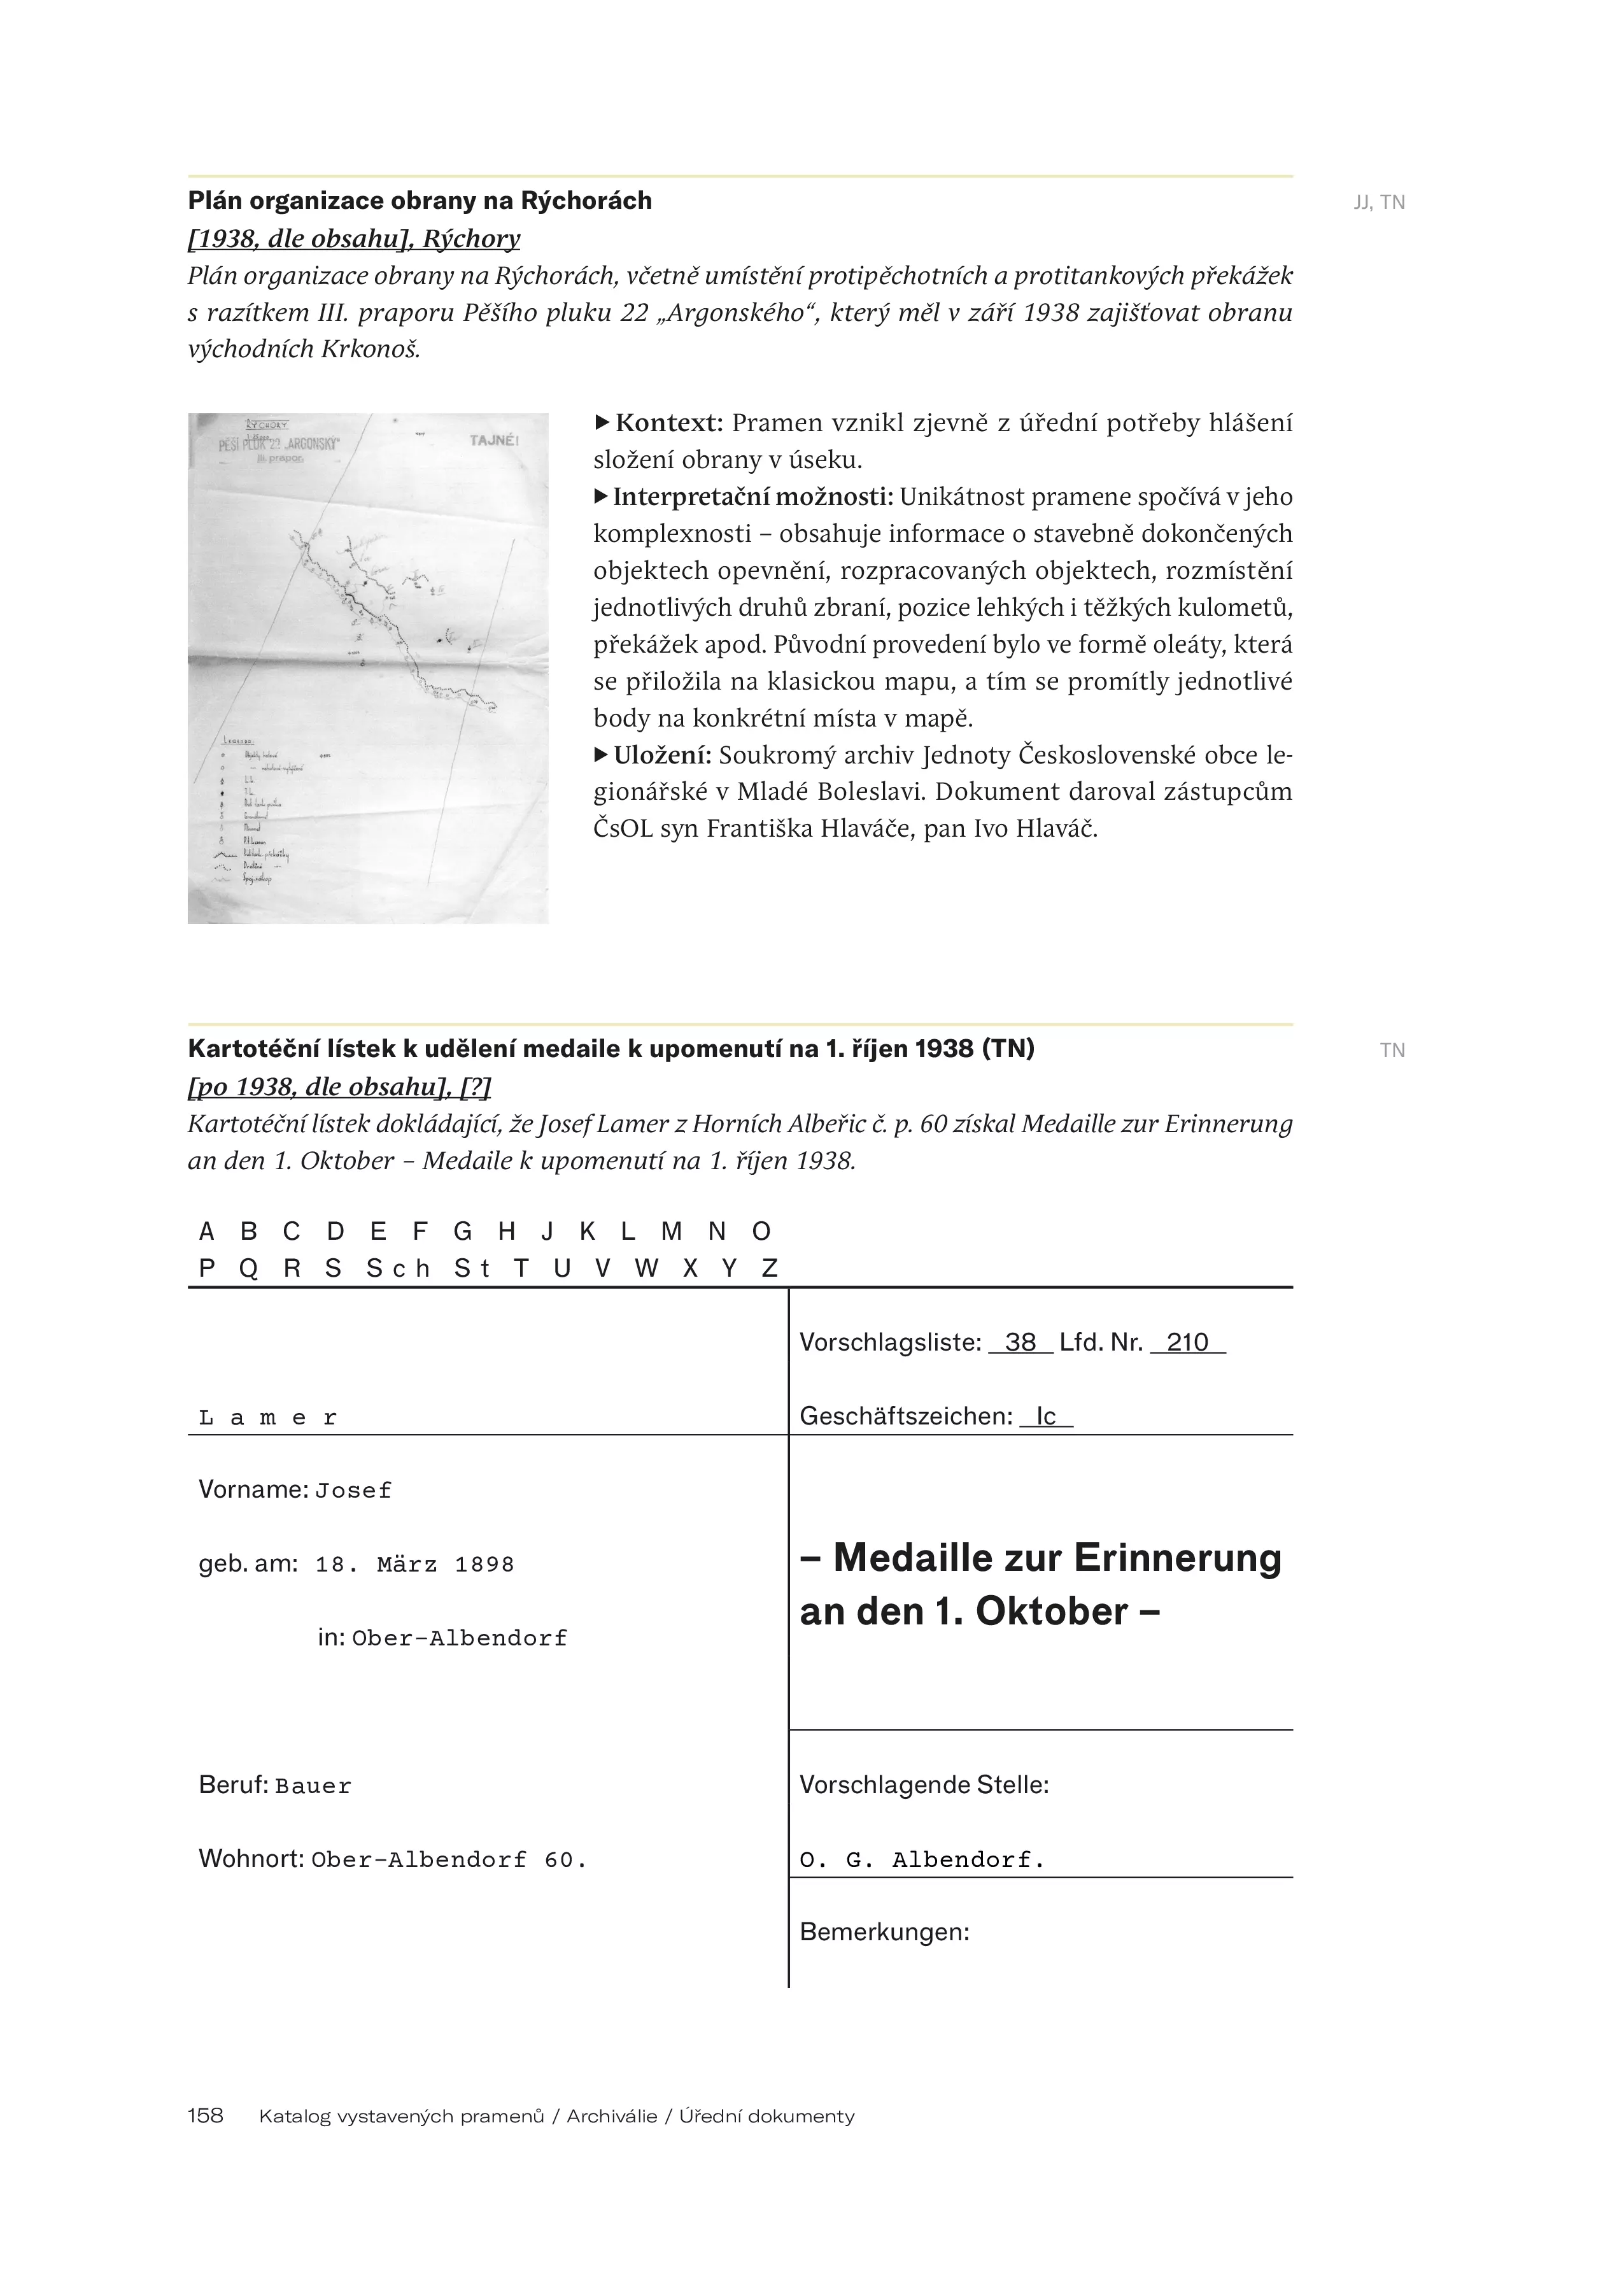 Plán organizace obrany na Rýchorách
JJ, TN
[1938, dle obsahu], Rýchory
Plán organizace obrany na Rýchorách, včetně umístění protipěchotních a protitankových překážek
s razítkem III. praporu Pěšího pluku 22 „Argonského“, který měl v září 1938 zajišťovat obranu
východních Krkonoš.
RÝCHORY
PĚŠÍ PLUK 22 „ARGONSKÝ“
III. prapor.
TAJNÉ!
▶ Kontext: Pramen vznikl zjevně z úřední potřeby hlášení
složení obrany v úseku.
▶ Interpretační možnosti: Unikátnost pramene spočívá v jeho
komplexnosti – obsahuje informace o stavebně dokončených
objektech opevnění, rozpracovaných objektech, rozmístění
jednotlivých druhů zbraní, pozice lehkých i těžkých kulometů,
překážek apod. Původní provedení bylo ve formě oleáty, která
se přiložila na klasickou mapu, a tím se promítly jednotlivé
body na konkrétní místa v mapě.
▶ Uložení: Soukromý archiv Jednoty Československé obce le-
gionářské v Mladé Boleslavi. Dokument daroval zástupcům
ČsOL syn Františka Hlaváče, pan Ivo Hlaváč.
Kartotéční lístek k udělení medaile k upomenutí na 1. říjen 1938 (TN)
TN
[po 1938, dle obsahu], [?]
Kartotéční lístek dokládající, že Josef Lamer z Horních Albeřic č. p. 60 získal Medaille zur Erinnerung
an den 1. Oktober – Medaile k upomenutí na 1. říjen 1938.
A B C D E F G H J K L M N O
P Q R S Sch St T U V W X Y Z
Vorschlagsliste: 38 Lfd. Nr. 210
L a m e r
Geschäftszeichen: Ic
Vorname: Josef
geb. am: 18. März 1898
in: Ober-Albendorf
– Medaille zur Erinnerung
an den 1. Oktober –
Beruf: Bauer
Vorschlagende Stelle:
Wohnort: Ober-Albendorf 60.
O. G. Albendorf.
Bemerkungen:
158 Katalog vystavených pramenů / Archiválie / Úřední dokumenty